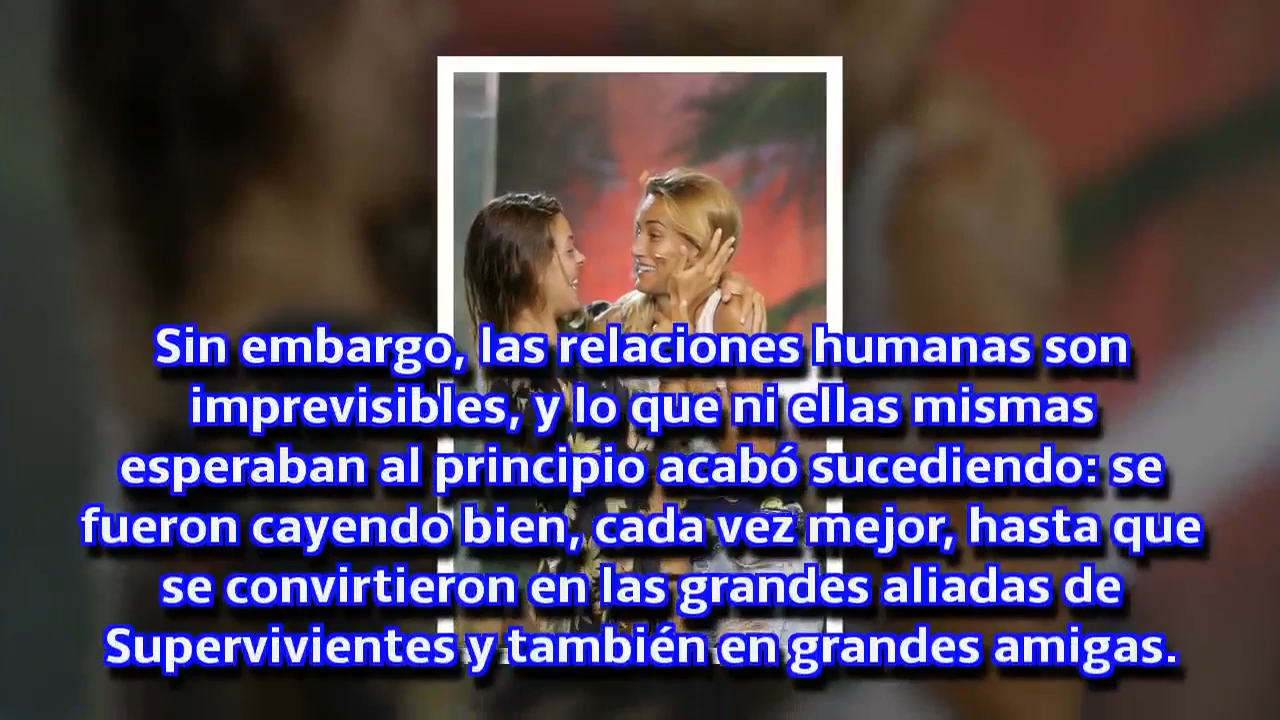 Sin embargo, las relaciones humanas son
imprevisibles, y lo que ni ellas mismas
esperaban al principio acabó sucediendo: se
fueron cayendo bien, cada vez mejor, hasta que
se convirtieron en las grandes aliadas de
Supervivientes y también en grandes amigas.